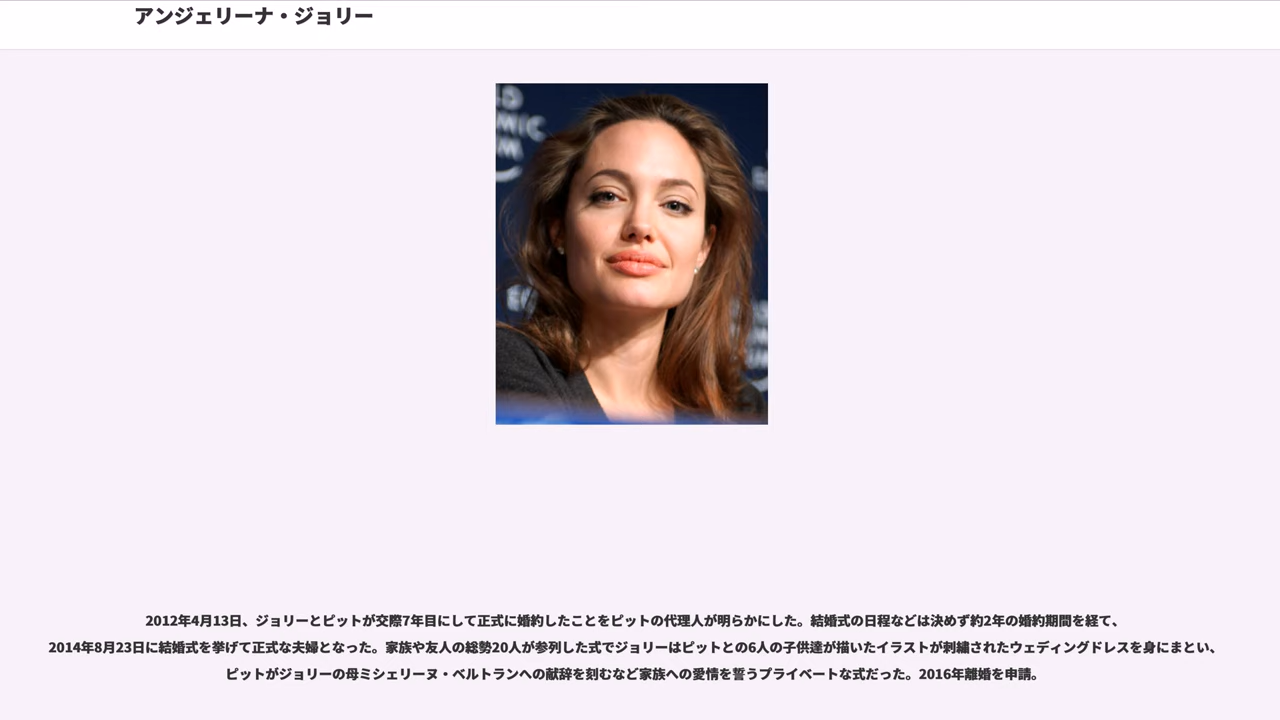 アンジェリーナ・ジョリー
2012年4月13日、ジョリーとピットが交際7年目にして正式に婚約したことをピットの代理人が明らかにした。結婚式の日程などは決めず約2年の婚約期間を経て、
2014年8月23日に結婚式を挙げて正式な夫婦となった。家族や友人の総勢20人が参列した式でジョリーはピットとの6人の子供達が描いたイラストが刺繍されたウェディングドレスを身にまとい、
ピットがジョリーの母ミシェリーヌ・ベルトランへの献辞を刻むなど家族への愛情を誓うプライベートな式だった。2016年離婚を申請。